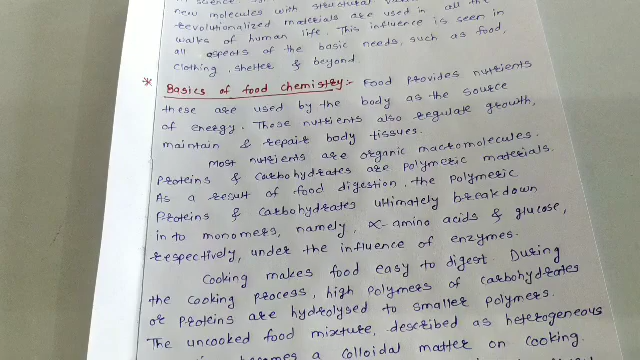 new molecules with structural
revolutionalized materials are used in all the
walks of human life. This influence is seen in
all aspects of the basic needs, such as food,
clothing, shelter & beyond.
* Basics of food chemistry:- Food provides nutrients
these are used by the body as the source
of energy. These nutrients also regulate growth,
maintain & repair body tissues.
Most nutrients are organic macromolecules.
Proteins & carbohydrates are polymeric materials.
As a result of food digestion, the polymeric
Proteins & carbohydrates ultimately breakdown
in to monomers, namely, α-amino acids & glucose,
respectively, under the influence of enzymes.
Cooking makes food easy to digest. During
the cooking process, high polymers of carbohydrates
or proteins are hydrolysed to smaller polymers.
The uncooked food mixture, described as heterogeneous
becomes a colloidal matter on cooking.